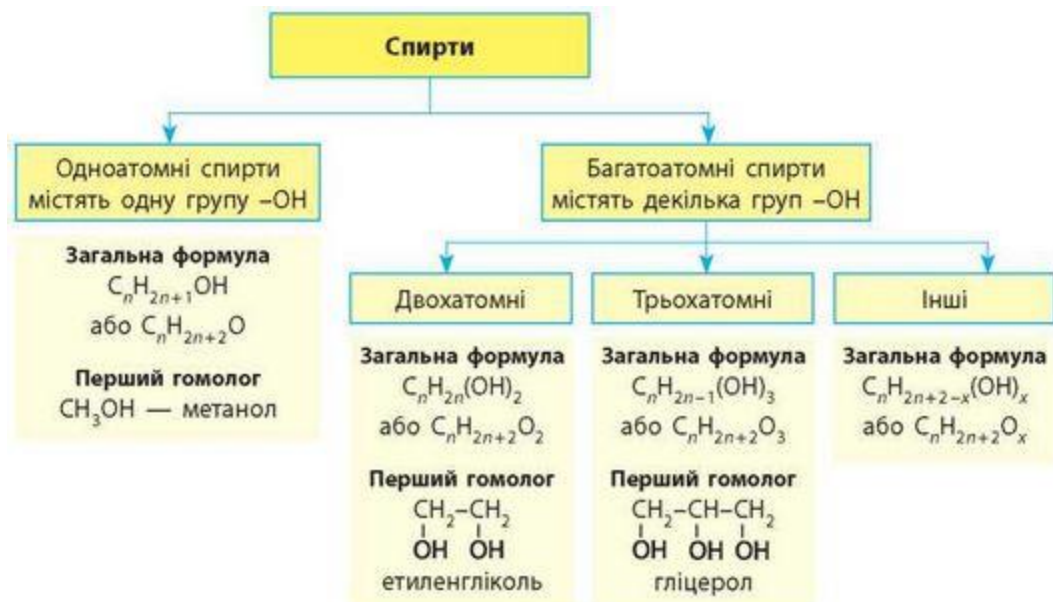 Спирти
Одноатомні спирти
містять одну групу –OH
Загальна формула
CₙH₂ₙ₊₁OH
або CₙH₂ₙ₊₂O
Перший гомолог
CH₃OH — метанол
Багатоатомні спирти
містять декілька груп –OH
Двохатомні
Загальна формула
CₙH₂ₙ(OH)₂
або CₙH₂ₙ₊₂O₂
Перший гомолог
CH₂–CH₂
OH OH
етиленгліколь
Трьохатомні
Загальна формула
CₙH₂ₙ₋₁(OH)₃
або CₙH₂ₙ₊₂O₃
Перший гомолог
CH₂–CH–CH₂
OH OH OH
гліцерол
Інші
Загальна формула
CₙH₂ₙ₊₂₋ₓ(OH)ₓ
або CₙH₂ₙ₊₂Oₓ